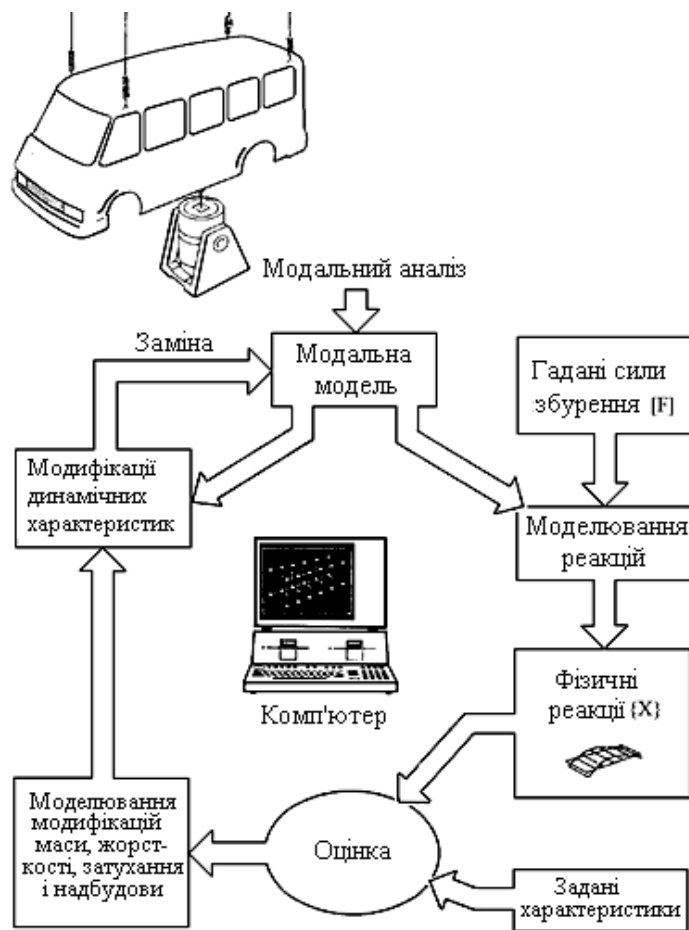 Модальний аналіз
Заміна
Модальна
модель
Гадані сили
збурення [F]
Модифікації
динамічних
характеристик
Моделювання
реакцій
Комп'ютер
Фізичні
реакції {X}
Моделювання
модифікацій
маси, жорст-
кості, затухання
і надбудови
Оцінка
Задані
характеристики